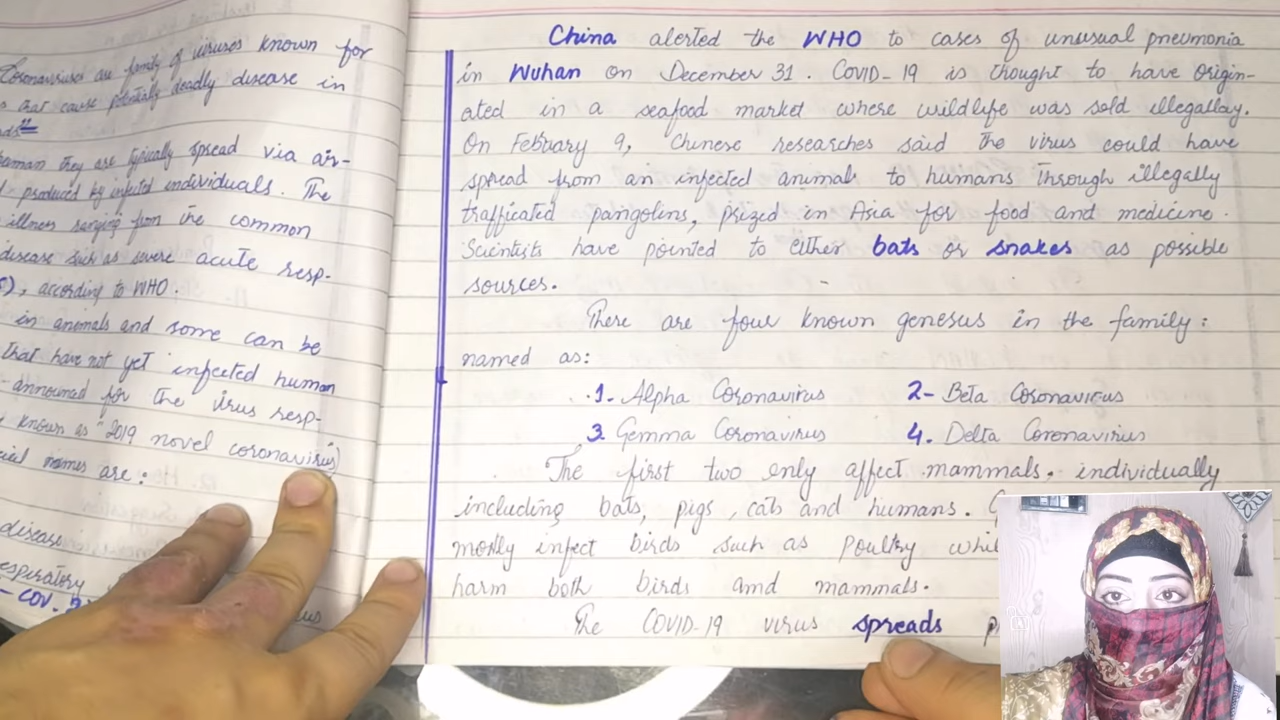 Coronaviruses are family of viruses known for
that cause potentially deadly disease in
they are typically spread via air-
produced by infected individuals. The
illness ranging from the common
disease such as severe acute resp-
according to WHO.
in animals and some can be
that have not yet infected human
announced for the virus resp-
known as "2019 novel coronavirus)
names are:
disease
China alerted the WHO to cases of unusual pneumonia
in Wuhan on December 31. COVID-19 is thought to have Origin-
ated in a seafood market where wildlife was sold illegallay.
On February 9, Chinese researches said the virus could have
spread from an infected animals to humans through illegally
trafficated pangolins, prized in Asia for food and medicine.
Scientists have pointed to either bats or snakes as possible
sources.
There are four known genesus in the family:
named as:
1. Alpha Coronavirus 2- Beta Coronavirus
3. Gemma Coronavirus 4. Delta Coronavirus
The first two only affect mammals. individually
including bats, pigs, cats and humans.
mostly infect birds such as poultry
harm both birds and mammals.
The COVID-19 virus spreads